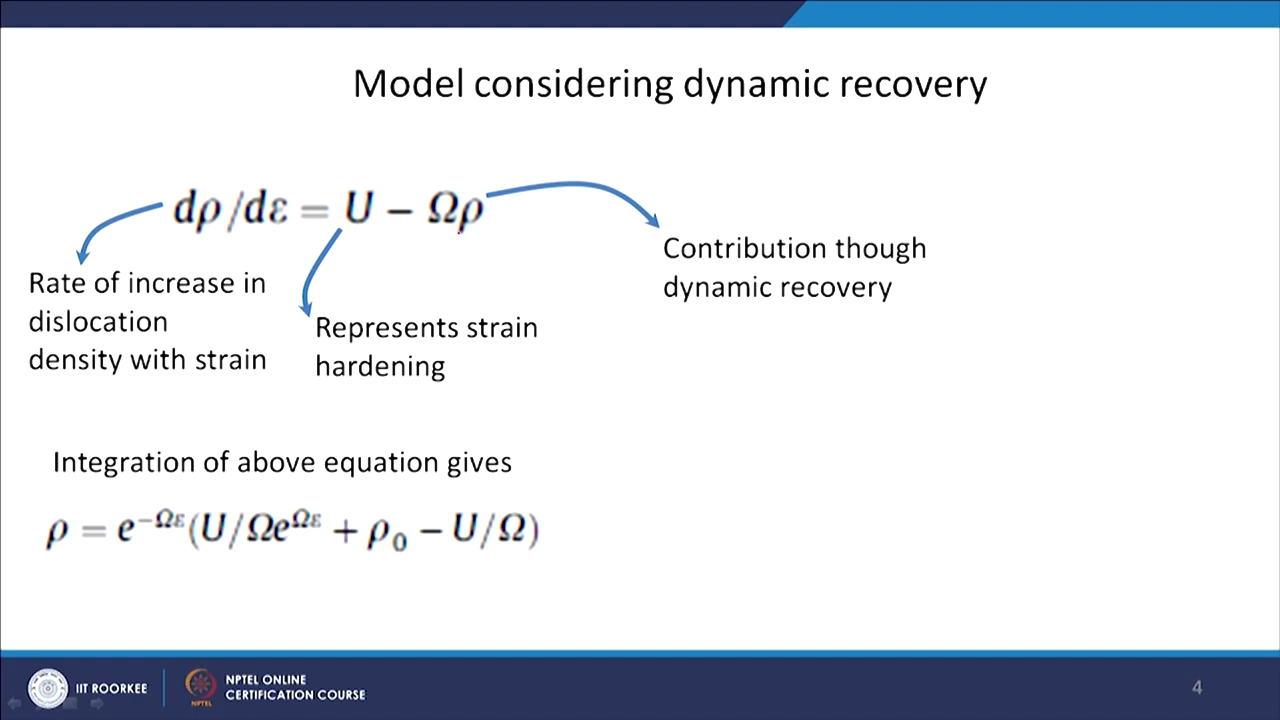 Model considering dynamic recovery
dρ/dε = U − Ωρ
Contribution though
dynamic recovery
Rate of increase in
dislocation
density with strain
Represents strain
hardening
Integration of above equation gives
ρ = e^{−Ωε}(U/Ωe^{Ωε} + ρ₀ − U/Ω)
IIT ROORKEE
NPTEL
NPTEL ONLINE
CERTIFICATION COURSE
4